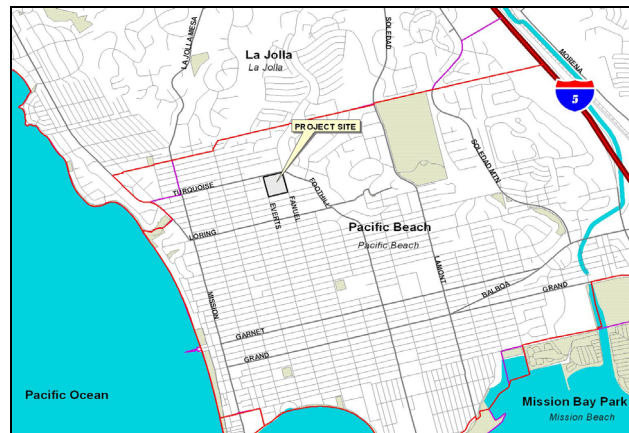 LA JOLLA MESA
SOLEDAD
MORENA
La Jolla
La Jolla
5
PROJECT SITE
SOLEDAD MTN
TURQUOISE
FOOTHILL
FANUEL
EVERTS
LORING
Pacific Beach
Pacific Beach
LAMONT
BALBOA
GRAND
MISSION
GARNET
GRAND
Pacific Ocean
Mission Bay Park
Mission Beach